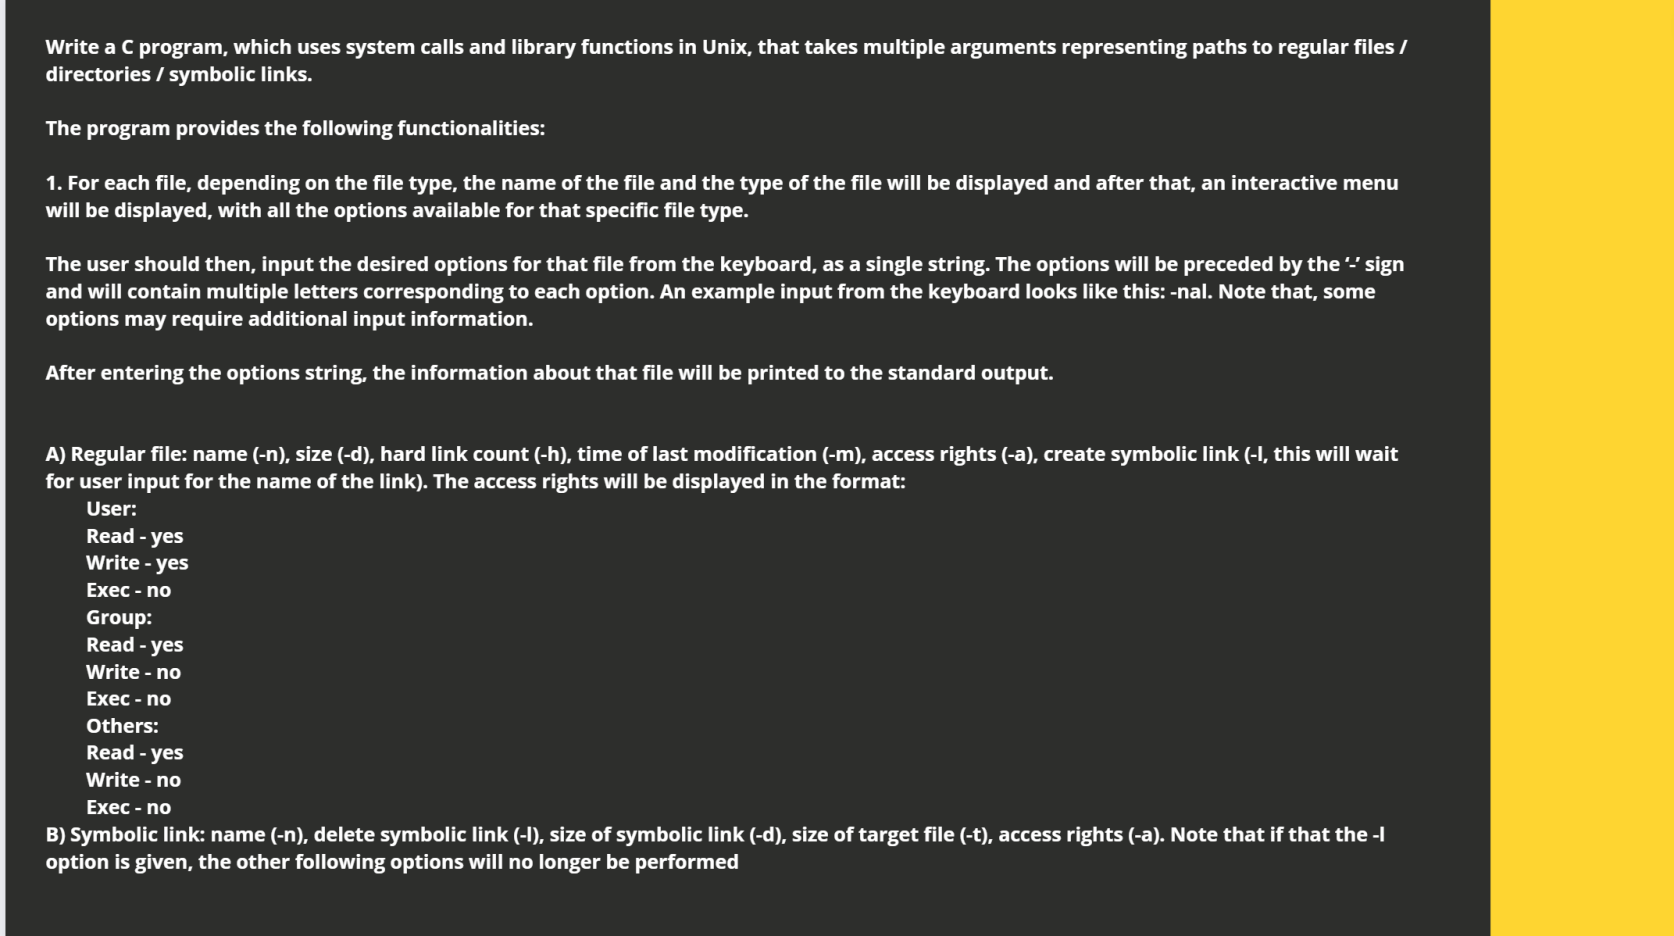 Write a C program, which uses system calls and library functions in Unix, that takes multiple arguments representing paths to regular files /
directories / symbolic links.
The program provides the following functionalities:
1. For each file, depending on the file type, the name of the file and the type of the file will be displayed and after that, an interactive menu
will be displayed, with all the options available for that specific file type.
The user should then, input the desired options for that file from the keyboard, as a single string. The options will be preceded by the ‘-’ sign
and will contain multiple letters corresponding to each option. An example input from the keyboard looks like this: -nal. Note that, some
options may require additional input information.
After entering the options string, the information about that file will be printed to the standard output.
A) Regular file: name (-n), size (-d), hard link count (-h), time of last modification (-m), access rights (-a), create symbolic link (-l, this will wait
for user input for the name of the link). The access rights will be displayed in the format:
User:
Read - yes
Write - yes
Exec - no
Group:
Read - yes
Write - no
Exec - no
Others:
Read - yes
Write - no
Exec - no
B) Symbolic link: name (-n), delete symbolic link (-l), size of symbolic link (-d), size of target file (-t), access rights (-a). Note that if that the -l
option is given, the other following options will no longer be performed